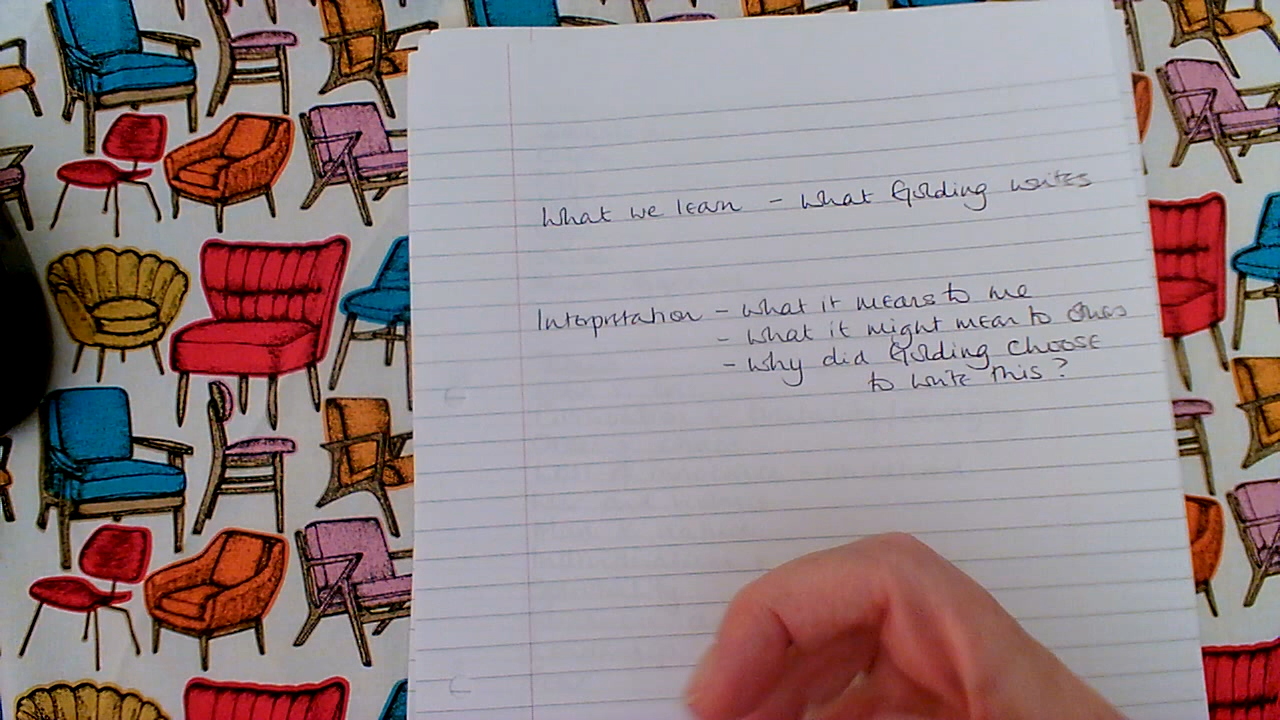 What we learn - what Golding writes
Interpretation - what it means to me
- what it might mean to others
- why did Golding choose
to write this?